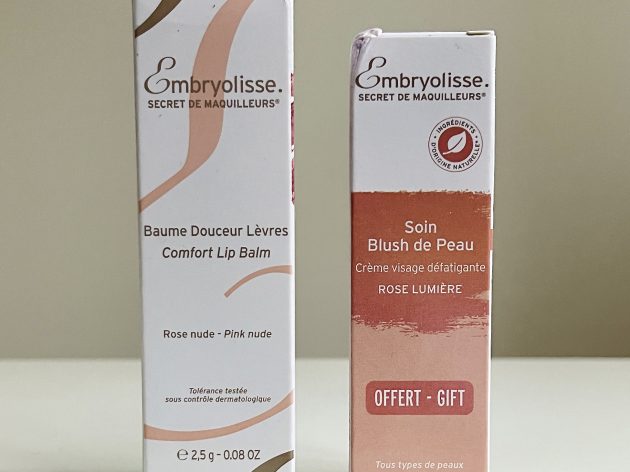 Embryolisse.
SECRET DE MAQUILLEURS®
Baume Douceur Lèvres
Comfort Lip Balm
Rose nude - Pink nude
Tolérance testée
sous contrôle dermatologique
℮ 2,5 g - 0.08 OZ
Embryolisse.
SECRET DE MAQUILLEURS®
INGRÉDIENTS
D'ORIGINE NATURELLE*
Soin
Blush de Peau
Crème visage défatigante
ROSE LUMIÈRE
OFFERT - GIFT
Tous types de peaux